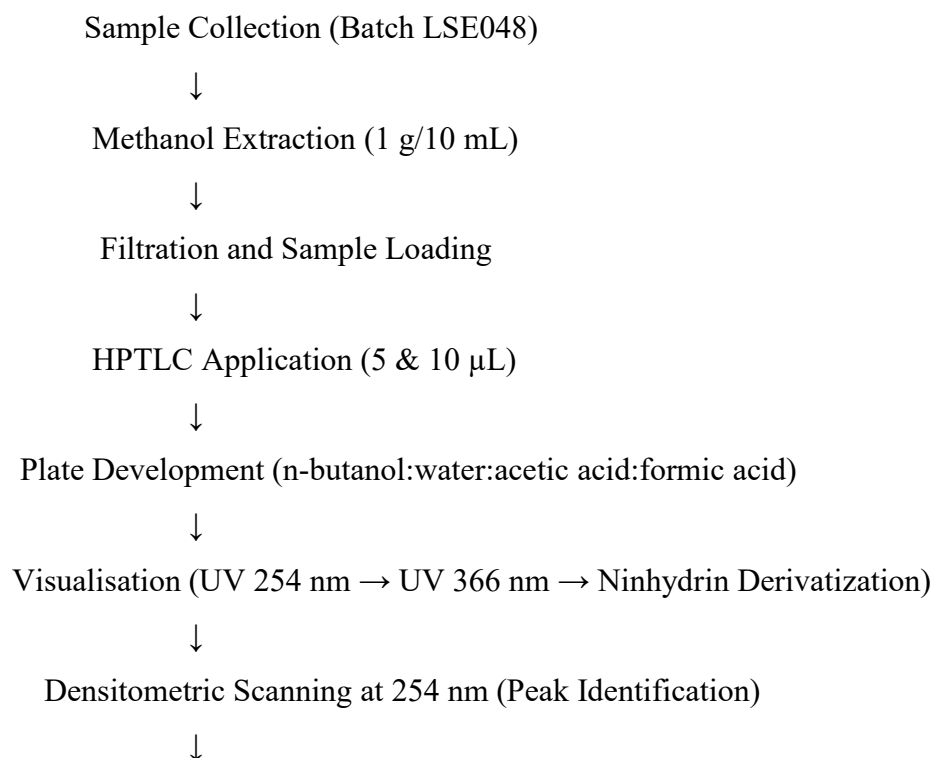 Sample Collection (Batch LSE048)
↓
Methanol Extraction (1 g/10 mL)
↓
Filtration and Sample Loading
↓
HPTLC Application (5 & 10 µL)
↓
Plate Development (n-butanol:water:acetic acid:formic acid)
↓
Visualisation (UV 254 nm → UV 366 nm → Ninhydrin Derivatization)
↓
Densitometric Scanning at 254 nm (Peak Identification)
↓